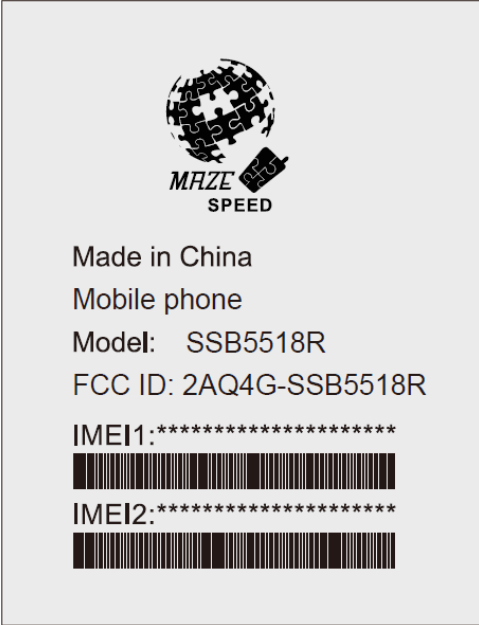 MAZE
SPEED
Made in China
Mobile phone
Model: SSB5518R
FCC ID: 2AQ4G-SSB5518R
IMEI1:*********************
IMEI2:*********************